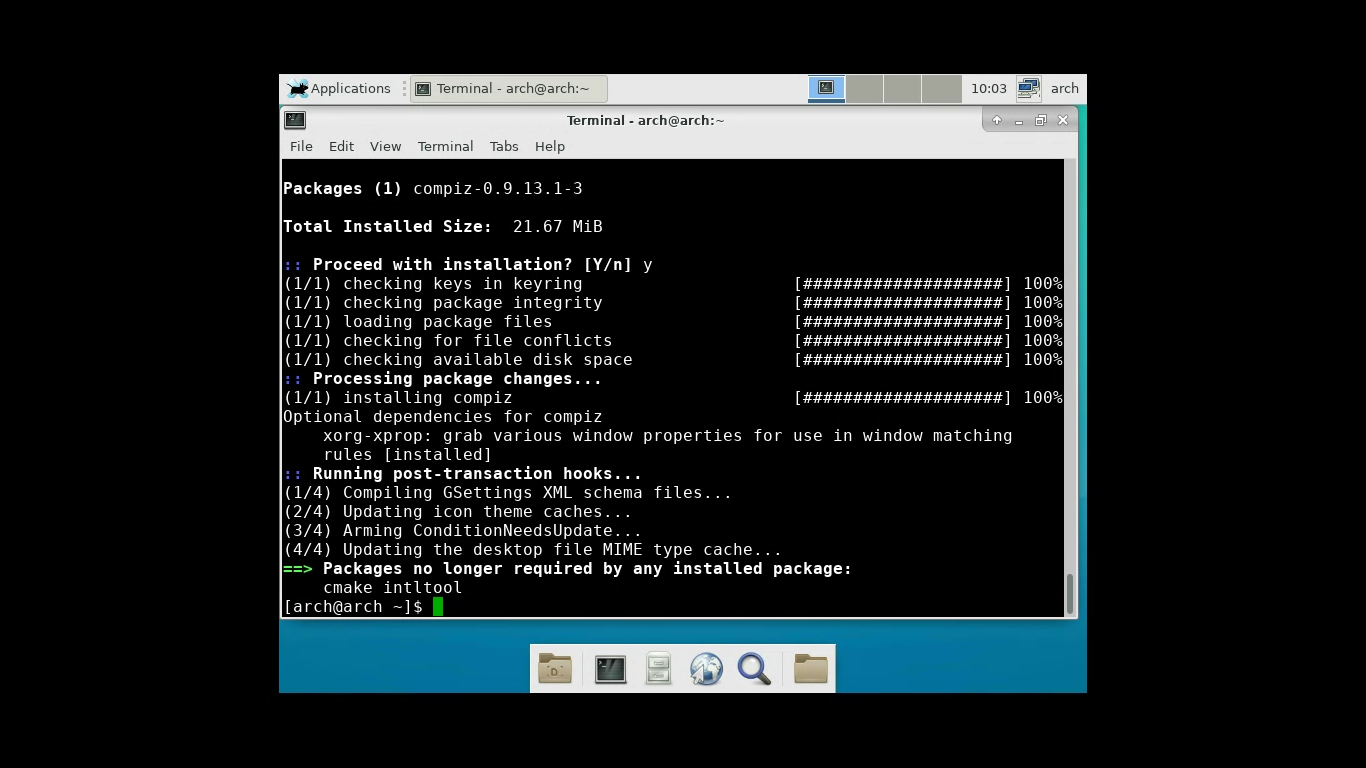 Applications
Terminal - arch@arch:~
10:03
arch
Terminal - arch@arch:~
File Edit View Terminal Tabs Help
Packages (1) compiz-0.9.13.1-3
Total Installed Size:  21.67 MiB
:: Proceed with installation? [Y/n] y
(1/1) checking keys in keyring [####################] 100%
(1/1) checking package integrity [####################] 100%
(1/1) loading package files [####################] 100%
(1/1) checking for file conflicts [####################] 100%
(1/1) checking available disk space [####################] 100%
:: Processing package changes...
(1/1) installing compiz [####################] 100%
Optional dependencies for compiz
xorg-xprop: grab various window properties for use in window matching
rules [installed]
:: Running post-transaction hooks...
(1/4) Compiling GSettings XML schema files...
(2/4) Updating icon theme caches...
(3/4) Arming ConditionNeedsUpdate...
(4/4) Updating the desktop file MIME type cache...
==> Packages no longer required by any installed package:
cmake intltool
[arch@arch ~]$